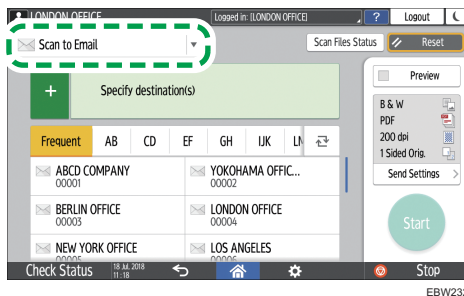 LONDON OFFICE
Logged in: [LONDON OFFICE]
? Logout
Scan to Email
Scan Files Status
Reset
+ Specify destination(s)
Preview
B & W
PDF
200 dpi
1 Sided Orig.
Send Settings >
Frequent AB CD EF GH IJK
ABCD COMPANY
00001
YOKOHAMA OFFIC...
00002
BERLIN OFFICE
00003
LONDON OFFICE
00004
NEW YORK OFFICE
00005
LOS ANGELES
00006
Start
Check Status
18 Jul. 2018
11 : 18
Stop
EBW232